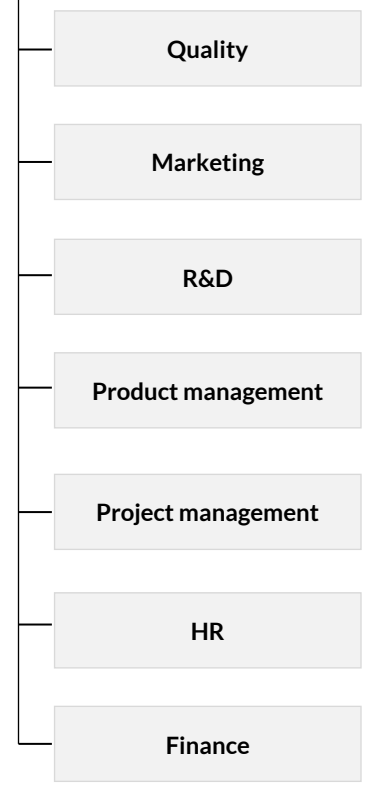 Quality
Marketing
R&D
Product management
Project management
HR
Finance